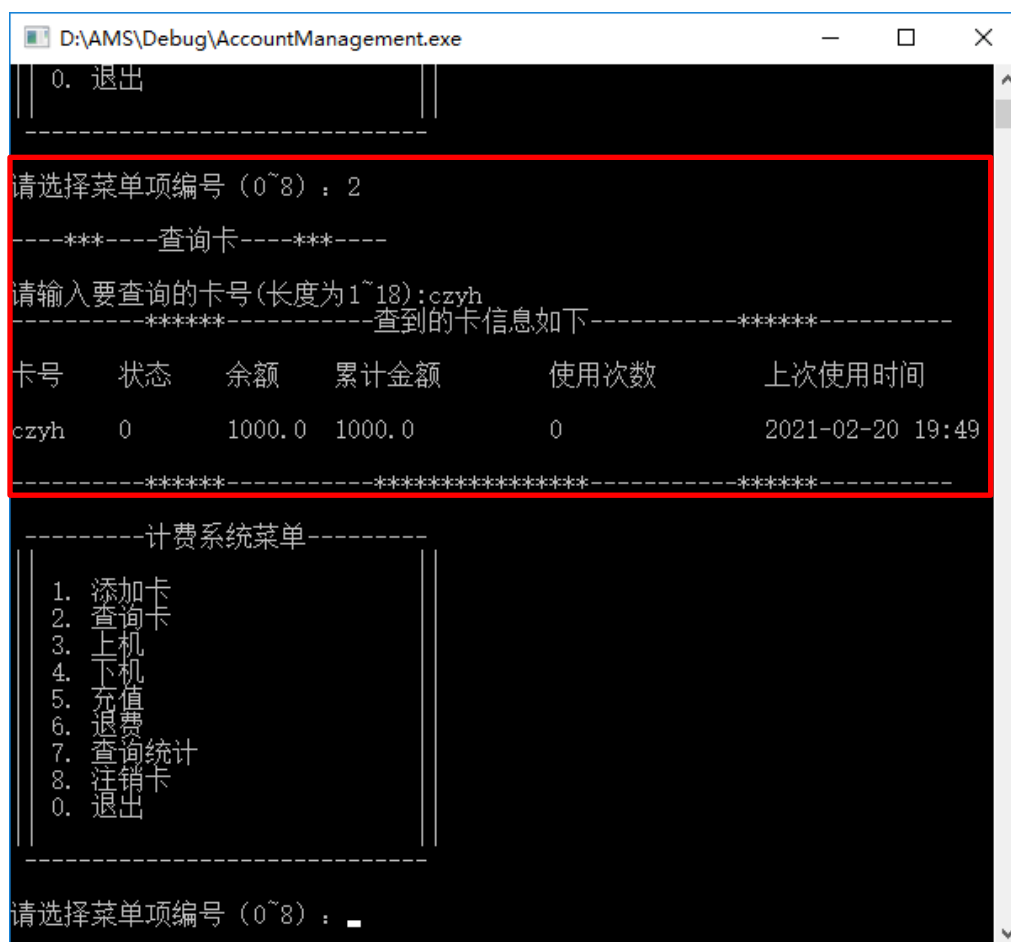 D:\AMS\Debug\AccountManagement.exe
|| 0. 退出 ||
------------------------------
请选择菜单项编号（0~8）：2
----***----查询卡----***----
请输入要查询的卡号(长度为1~18):czyh
----------******-----------查到的卡信息如下-----------******----------
卡号 状态 余额 累计金额 使用次数 上次使用时间
czyh 0 1000.0 1000.0 0 2021-02-20 19:49
----------******-----------****************-----------******----------
---------计费系统菜单---------
1. 添加卡
2. 查询卡
3. 上机
4. 下机
5. 充值
6. 退费
7. 查询统计
8. 注销卡
0. 退出
------------------------------
请选择菜单项编号（0~8）：